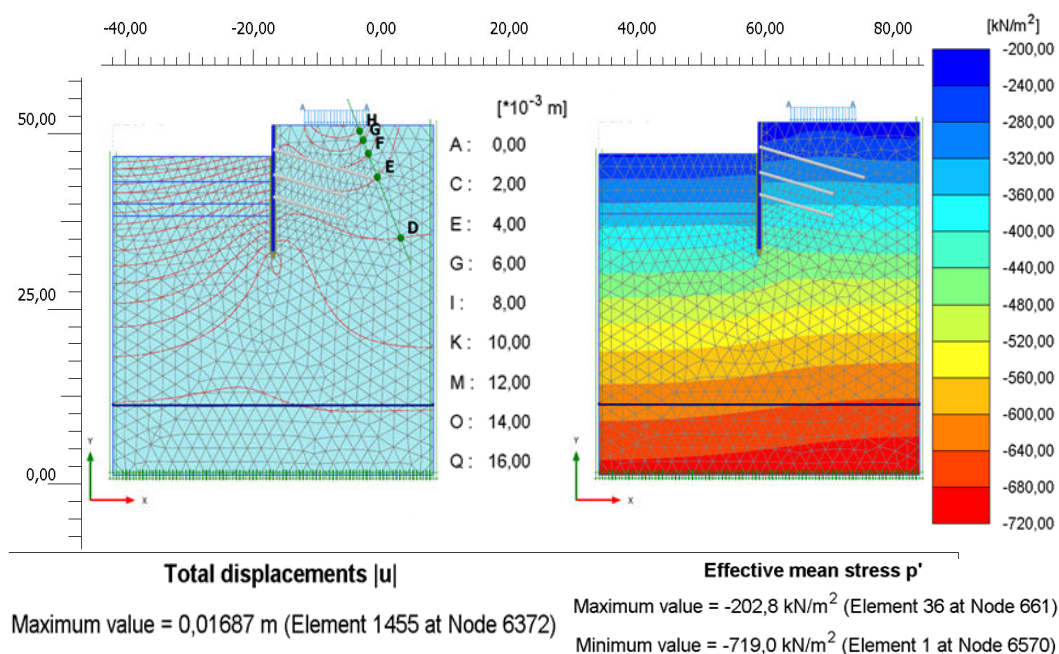 -40,00 -20,00 0,00 20,00 40,00 60,00 80,00
[kN/m²]
50,00
25,00
0,00
A A
H
G
F
E
D
Y
X
[*10⁻³ m]
A : 0,00
C : 2,00
E : 4,00
G : 6,00
I : 8,00
K : 10,00
M : 12,00
O : 14,00
Q : 16,00
A A
Y
X
-200,00
-240,00
-280,00
-320,00
-360,00
-400,00
-440,00
-480,00
-520,00
-560,00
-600,00
-640,00
-680,00
-720,00
Total displacements |u|
Maximum value = 0,01687 m (Element 1455 at Node 6372)
Effective mean stress p'
Maximum value = -202,8 kN/m² (Element 36 at Node 661)
Minimum value = -719,0 kN/m² (Element 1 at Node 6570)